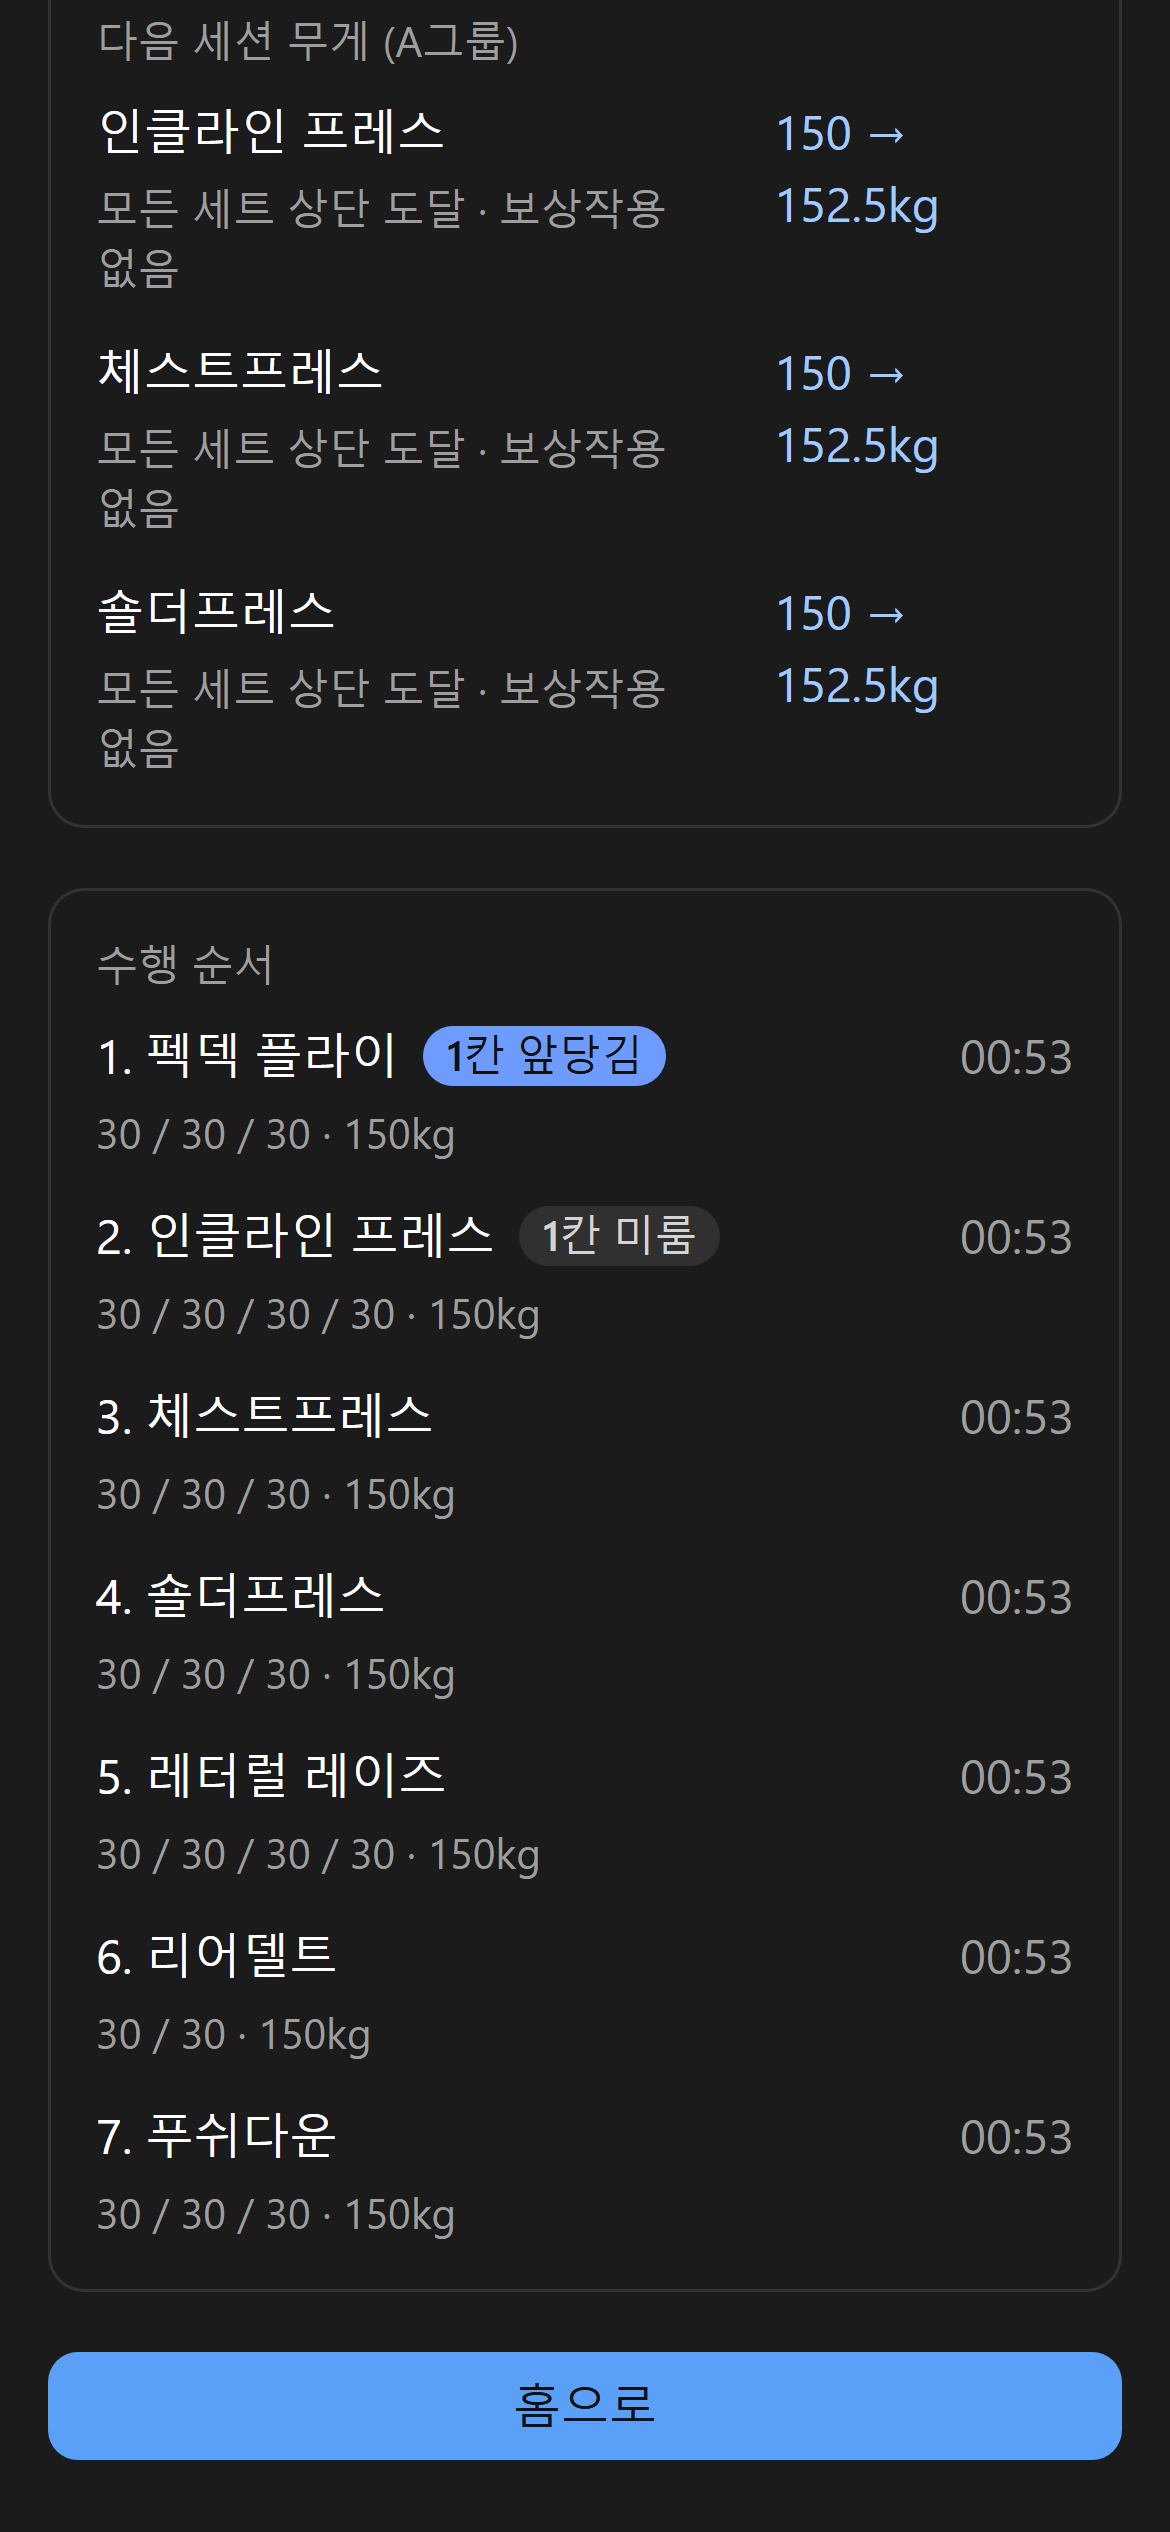 다음 세션 무게 (A그룹)
인클라인 프레스
150 →
152.5kg
모든 세트 상단 도달 · 보상작용
없음
체스트프레스
150 →
152.5kg
모든 세트 상단 도달 · 보상작용
없음
숄더프레스
150 →
152.5kg
모든 세트 상단 도달 · 보상작용
없음
수행 순서
1. 펙덱 플라이 1칸 앞당김 00:53
30 / 30 / 30 · 150kg
2. 인클라인 프레스 1칸 미룸 00:53
30 / 30 / 30 / 30 · 150kg
3. 체스트프레스 00:53
30 / 30 / 30 · 150kg
4. 숄더프레스 00:53
30 / 30 / 30 · 150kg
5. 레터럴 레이즈 00:53
30 / 30 / 30 / 30 · 150kg
6. 리어델트 00:53
30 / 30 · 150kg
7. 푸쉬다운 00:53
30 / 30 / 30 · 150kg
홈으로